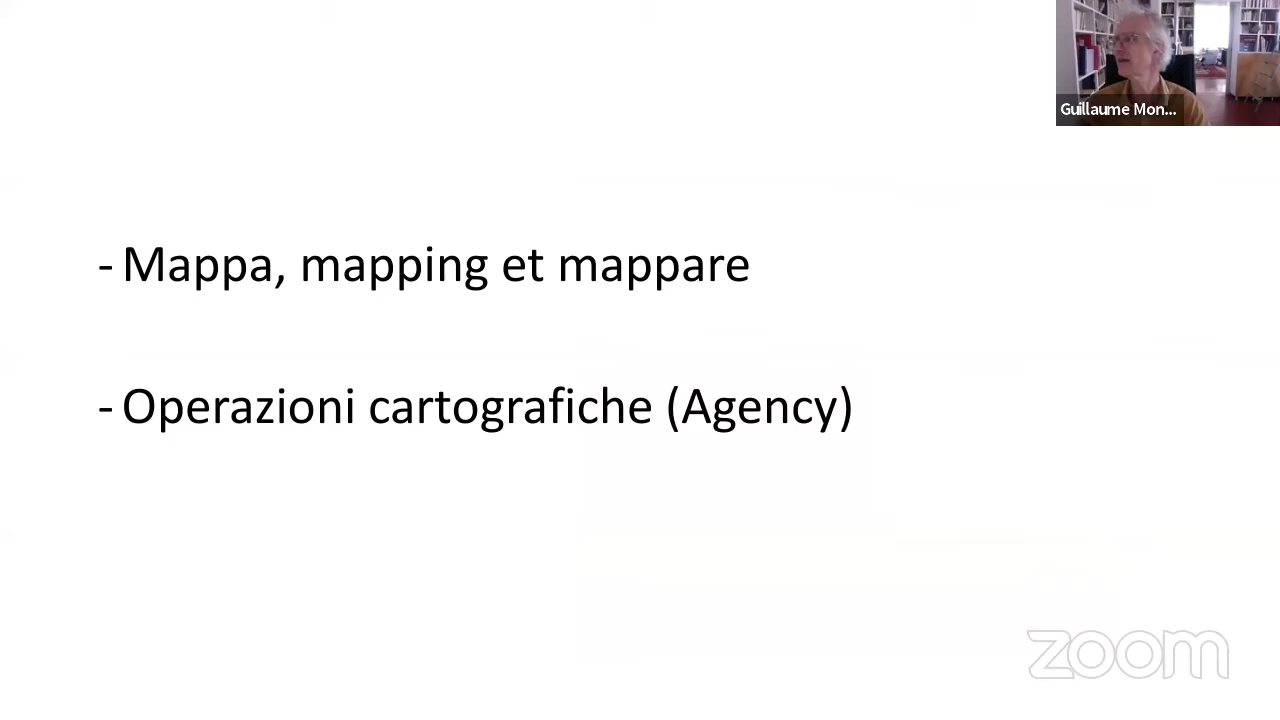 Guillaume Mon...
- Mappa, mapping et mappare
- Operazioni cartografiche (Agency)
zoom